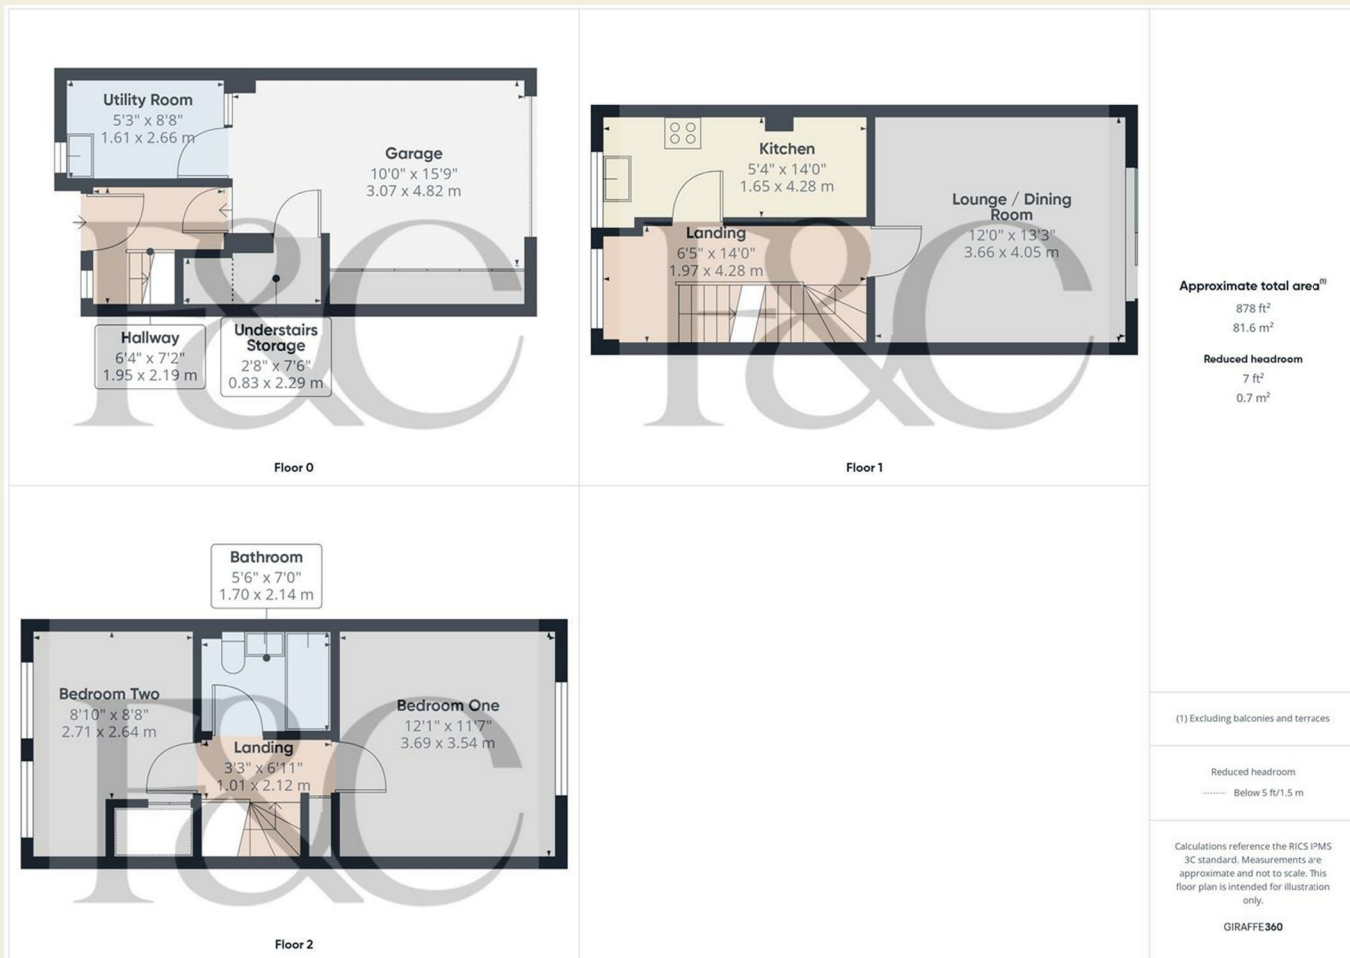 Utility Room
5'3" x 8'8"
1.61 x 2.66 m
Garage
10'0" x 15'9"
3.07 x 4.82 m
Hallway
6'4" x 7'2"
1.95 x 2.19 m
Understairs
Storage
2'8" x 7'6"
0.83 x 2.29 m
F&C
Floor 0
Kitchen
5'4" x 14'0"
1.65 x 4.28 m
Landing
6'5" x 14'0"
1.97 x 4.28 m
Lounge / Dining
Room
12'0" x 13'3"
3.66 x 4.05 m
F&C
Floor 1
Bathroom
5'6" x 7'0"
1.70 x 2.14 m
Bedroom Two
8'10" x 8'8"
2.71 x 2.64 m
Landing
3'3" x 6'11"
1.01 x 2.12 m
Bedroom One
12'1" x 11'7"
3.69 x 3.54 m
F&C
Floor 2
Approximate total area⁽¹⁾
878 ft²
81.6 m²
Reduced headroom
7 ft²
0.7 m²
(1) Excluding balconies and terraces
Reduced headroom
Below 5 ft/1.5 m
Calculations reference the RICS IPMS
3C standard. Measurements are
approximate and not to scale. This
floor plan is intended for illustration
only.
GIRAFFE360